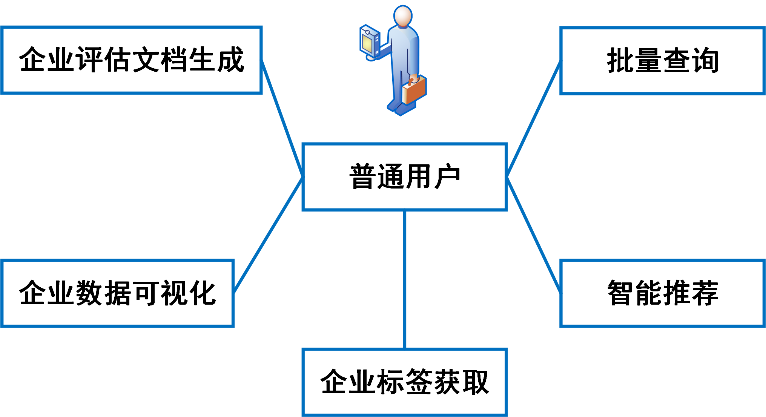 企业评估文档生成
批量查询
普通用户
企业数据可视化
智能推荐
企业标签获取